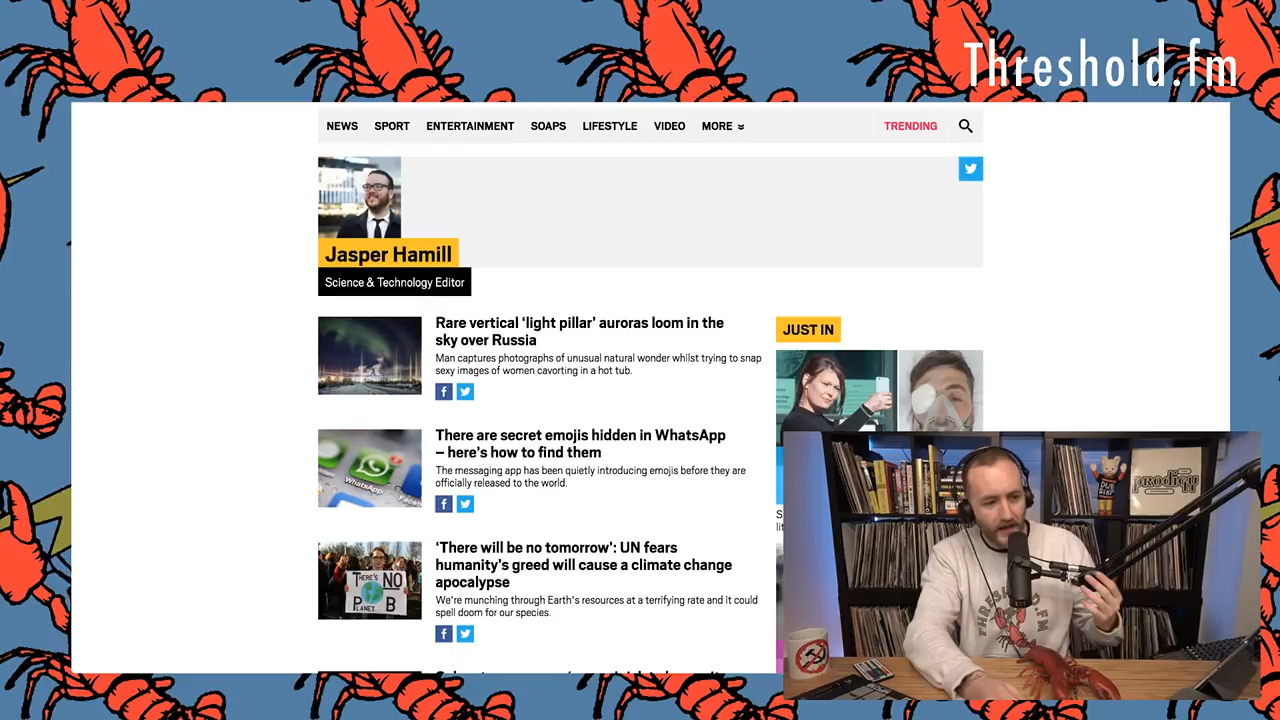 Threshold.fm
NEWS SPORT ENTERTAINMENT SOAPS LIFESTYLE VIDEO MORE
TRENDING
Jasper Hamill
Science & Technology Editor
Rare vertical ‘light pillar’ auroras loom in the
sky over Russia
Man captures photographs of unusual natural wonder whilst trying to snap
sexy images of women cavorting in a hot tub.
There are secret emojis hidden in WhatsApp
– here's how to find them
The messaging app has been quietly introducing emojis before they are
officially released to the world.
WhatsApp
‘There will be no tomorrow’: UN fears
humanity's greed will cause a climate change
apocalypse
We're munching through Earth's resources at a terrifying rate and it could
spell doom for our species.
THERE'S NO
PLANET B
JUST IN
prodigy
THRESHOLD.FM